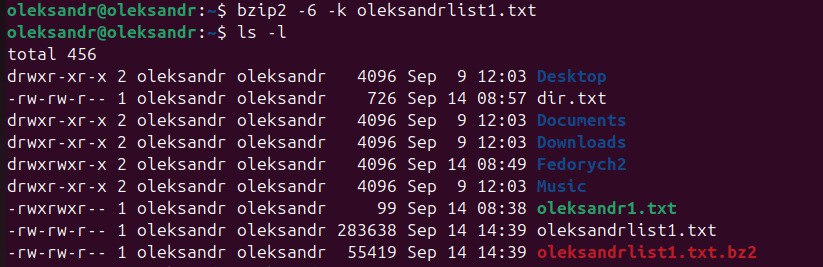 oleksandr@oleksandr:~$ bzip2 -6 -k oleksandrlist1.txt
oleksandr@oleksandr:~$ ls -l
total 456
drwxr-xr-x 2 oleksandr oleksandr   4096 Sep  9 12:03 Desktop
-rw-rw-r-- 1 oleksandr oleksandr    726 Sep 14 08:57 dir.txt
drwxr-xr-x 2 oleksandr oleksandr   4096 Sep  9 12:03 Documents
drwxr-xr-x 2 oleksandr oleksandr   4096 Sep  9 12:03 Downloads
drwxrwxr-x 2 oleksandr oleksandr   4096 Sep 14 08:49 Fedorych2
drwxr-xr-x 2 oleksandr oleksandr   4096 Sep  9 12:03 Music
-rwxrwxr-- 1 oleksandr oleksandr     99 Sep 14 08:38 oleksandr1.txt
-rw-rw-r-- 1 oleksandr oleksandr 283638 Sep 14 14:39 oleksandrlist1.txt
-rw-rw-r-- 1 oleksandr oleksandr  55419 Sep 14 14:39 oleksandrlist1.txt.bz2